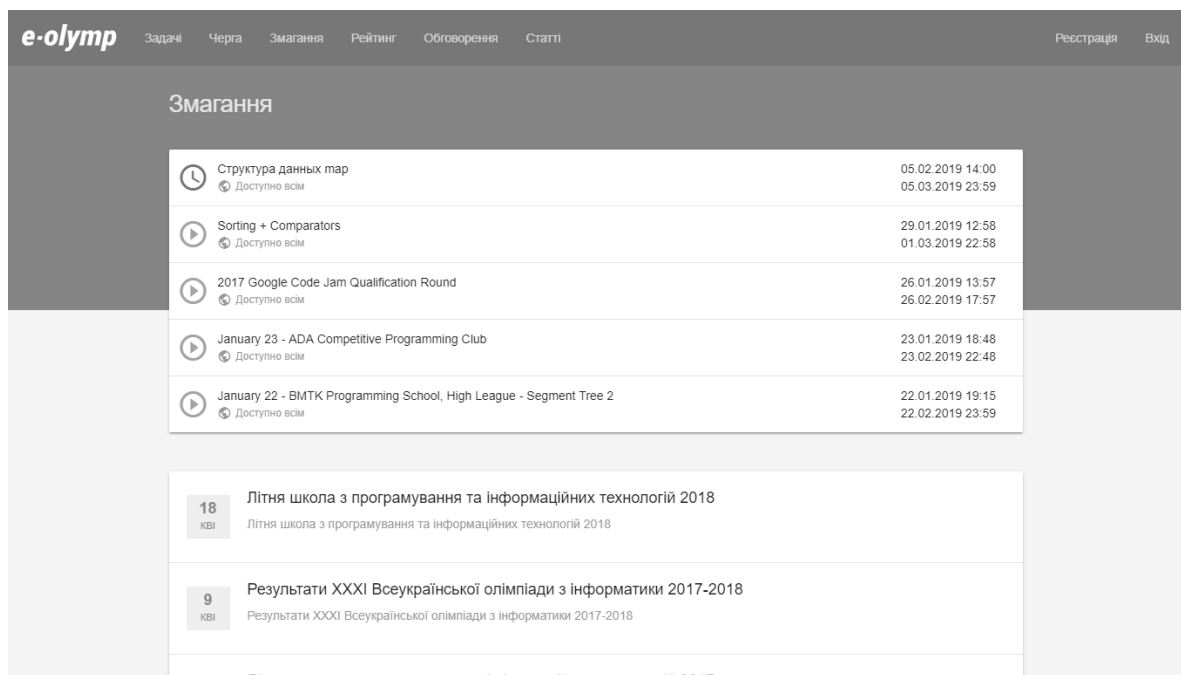 e-olymp Задачі Черга Змагання Рейтинг Обговорення Статті Реєстрація Вхід
Змагання
Структура данных map 05.02.2019 14:00
Доступно всім 05.03.2019 23:59
Sorting + Comparators 29.01.2019 12:58
Доступно всім 01.03.2019 22:58
2017 Google Code Jam Qualification Round 26.01.2019 13:57
Доступно всім 26.02.2019 17:57
January 23 - ADA Competitive Programming Club 23.01.2019 18:48
Доступно всім 23.02.2019 22:48
January 22 - BMTK Programming School, High League - Segment Tree 2 22.01.2019 19:15
Доступно всім 22.02.2019 23:59
18 Літня школа з програмування та інформаційних технологій 2018
КВІ Літня школа з програмування та інформаційних технологій 2018
9 Результати XXXI Всеукраїнської олімпіади з інформатики 2017-2018
КВІ Результати XXXI Всеукраїнської олімпіади з інформатики 2017-2018